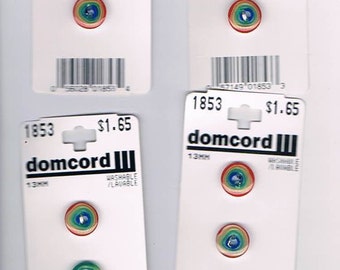 1853 $1.65
domcord
13MM WASHABLE
/LAVABLE
1853 $1.65
domcord
13MM WASHABLE
/LAVABLE